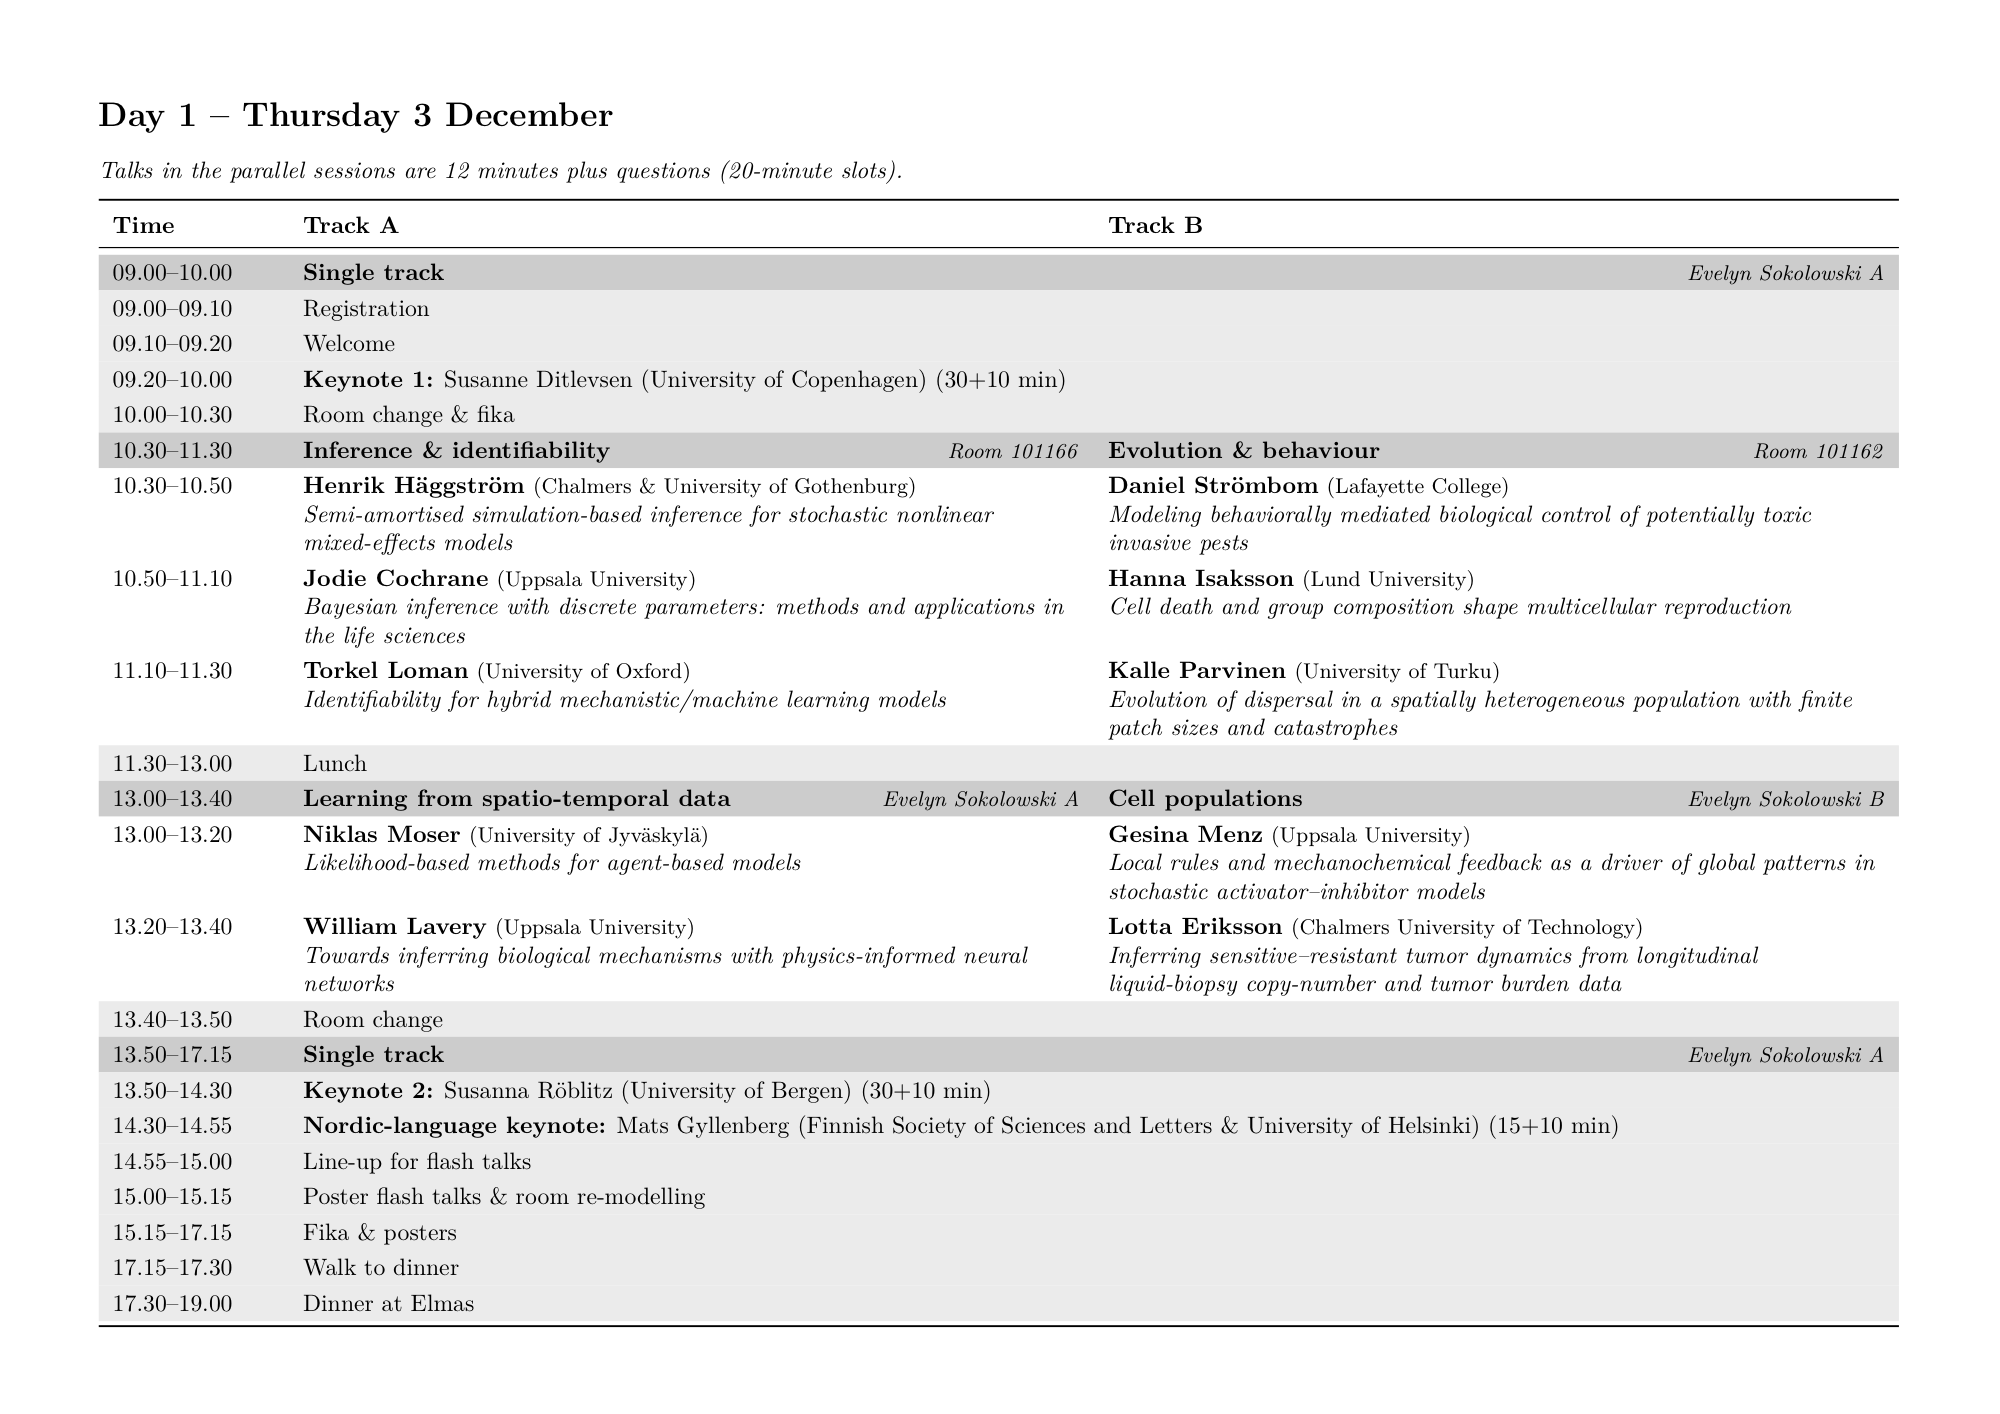 Day 1 – Thursday 3 December
Talks in the parallel sessions are 12 minutes plus questions (20-minute slots).
Time Track A Track B
09.00–10.00 Single track Evelyn Sokolowski A
09.00–09.10 Registration
09.10–09.20 Welcome
09.20–10.00 Keynote 1: Susanne Ditlevsen (University of Copenhagen) (30+10 min)
10.00–10.30 Room change & fika
10.30–11.30 Inference & identifiability Room 101166 Evolution & behaviour Room 101162
10.30–10.50 Henrik Häggström (Chalmers & University of Gothenburg) Daniel Strömbom (Lafayette College)
Semi-amortised simulation-based inference for stochastic nonlinear Modeling behaviorally mediated biological control of potentially toxic
mixed-effects models invasive pests
10.50–11.10 Jodie Cochrane (Uppsala University) Hanna Isaksson (Lund University)
Bayesian inference with discrete parameters: methods and applications in Cell death and group composition shape multicellular reproduction
the life sciences
11.10–11.30 Torkel Loman (University of Oxford) Kalle Parvinen (University of Turku)
Identifiability for hybrid mechanistic/machine learning models Evolution of dispersal in a spatially heterogeneous population with finite
patch sizes and catastrophes
11.30–13.00 Lunch
13.00–13.40 Learning from spatio-temporal data Evelyn Sokolowski A Cell populations Evelyn Sokolowski B
13.00–13.20 Niklas Moser (University of Jyväskylä) Gesina Menz (Uppsala University)
Likelihood-based methods for agent-based models Local rules and mechanochemical feedback as a driver of global patterns in
stochastic activator–inhibitor models
13.20–13.40 William Lavery (Uppsala University) Lotta Eriksson (Chalmers University of Technology)
Towards inferring biological mechanisms with physics-informed neural Inferring sensitive–resistant tumor dynamics from longitudinal
networks liquid-biopsy copy-number and tumor burden data
13.40–13.50 Room change
13.50–17.15 Single track Evelyn Sokolowski A
13.50–14.30 Keynote 2: Susanna Röblitz (University of Bergen) (30+10 min)
14.30–14.55 Nordic-language keynote: Mats Gyllenberg (Finnish Society of Sciences and Letters & University of Helsinki) (15+10 min)
14.55–15.00 Line-up for flash talks
15.00–15.15 Poster flash talks & room re-modelling
15.15–17.15 Fika & posters
17.15–17.30 Walk to dinner
17.30–19.00 Dinner at Elmas